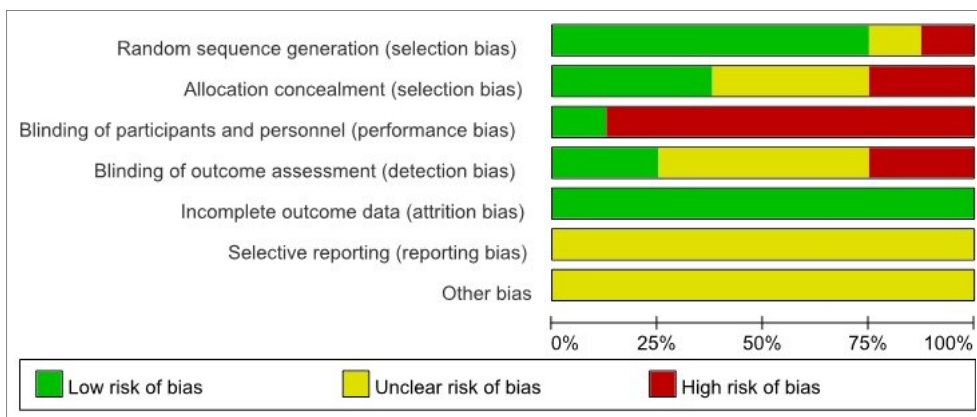 Random sequence generation (selection bias)
Allocation concealment (selection bias)
Blinding of participants and personnel (performance bias)
Blinding of outcome assessment (detection bias)
Incomplete outcome data (attrition bias)
Selective reporting (reporting bias)
Other bias
0% 25% 50% 75% 100%
Low risk of bias Unclear risk of bias High risk of bias